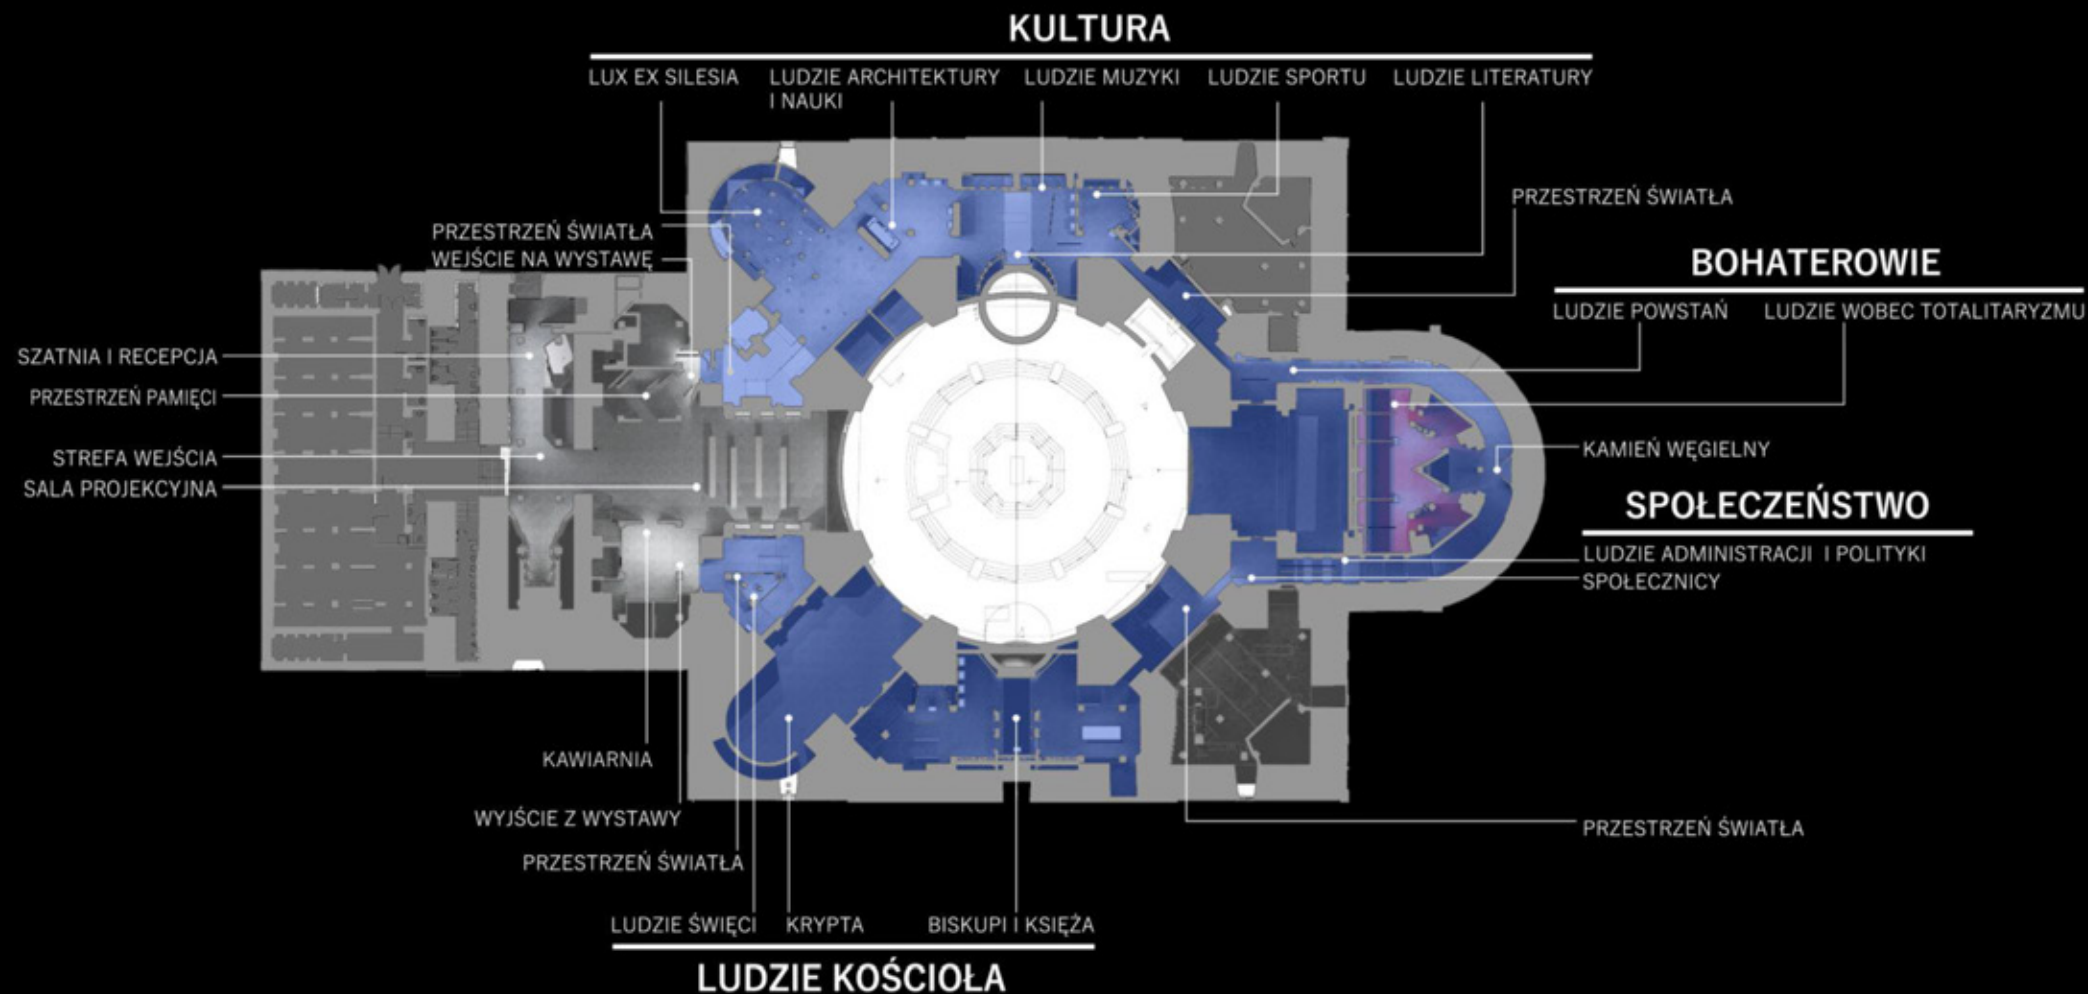 KULTURA
LUX EX SILESIA
LUDZIE ARCHITEKTURY
I NAUKI
LUDZIE MUZYKI
LUDZIE SPORTU
LUDZIE LITERATURY
PRZESTRZEŃ ŚWIATŁA
PRZESTRZEŃ ŚWIATŁA
WEJŚCIE NA WYSTAWĘ
BOHATEROWIE
LUDZIE POWSTAŃ
LUDZIE WOBEC TOTALITARYZMU
SZATNIA I RECEPCJA
PRZESTRZEŃ PAMIĘCI
STREFA WEJŚCIA
SALA PROJEKCYJNA
KAMIEŃ WĘGIELNY
SPOŁECZEŃSTWO
LUDZIE ADMINISTRACJI I POLITYKI
SPOŁECZNICY
KAWIARNIA
WYJŚCIE Z WYSTAWY
PRZESTRZEŃ ŚWIATŁA
PRZESTRZEŃ ŚWIATŁA
LUDZIE ŚWIĘCI
KRYPTA
BISKUPI I KSIĘŻA
LUDZIE KOŚCIOŁA